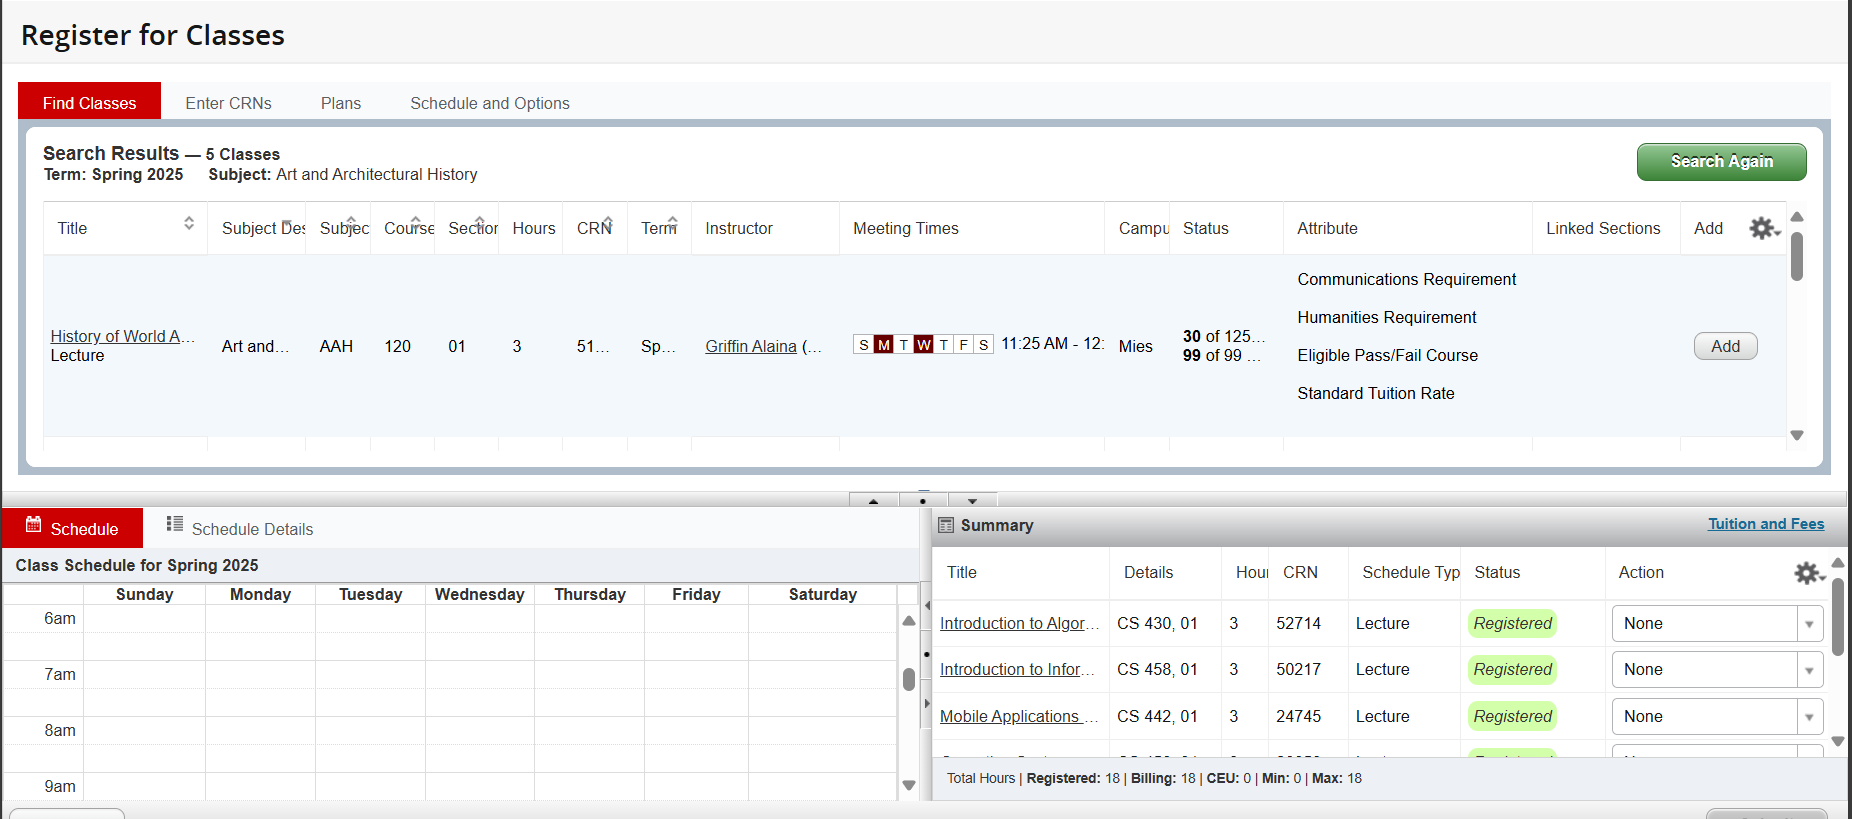 Register for Classes
Find Classes Enter CRNs Plans Schedule and Options
Search Results — 5 Classes
Term: Spring 2025 Subject: Art and Architectural History
Search Again
Title Subject Des Subjec Course Section Hours CRN Term Instructor Meeting Times Campu Status Attribute Linked Sections Add
Communications Requirement
Humanities Requirement
History of World A... Art and... AAH 120 01 3 51... Sp... Griffin Alaina (... S M T W T F S 11:25 AM - 12: Mies 30 of 125... Eligible Pass/Fail Course Add
Lecture 99 of 99 ...
Standard Tuition Rate
Schedule Schedule Details
Class Schedule for Spring 2025
Sunday Monday Tuesday Wednesday Thursday Friday Saturday
6am
7am
8am
9am
Summary Tuition and Fees
Title Details Hour CRN Schedule Typ Status Action
Introduction to Algor... CS 430, 01 3 52714 Lecture Registered None
Introduction to Infor... CS 458, 01 3 50217 Lecture Registered None
Mobile Applications ... CS 442, 01 3 24745 Lecture Registered None
Total Hours | Registered: 18 | Billing: 18 | CEU: 0 | Min: 0 | Max: 18